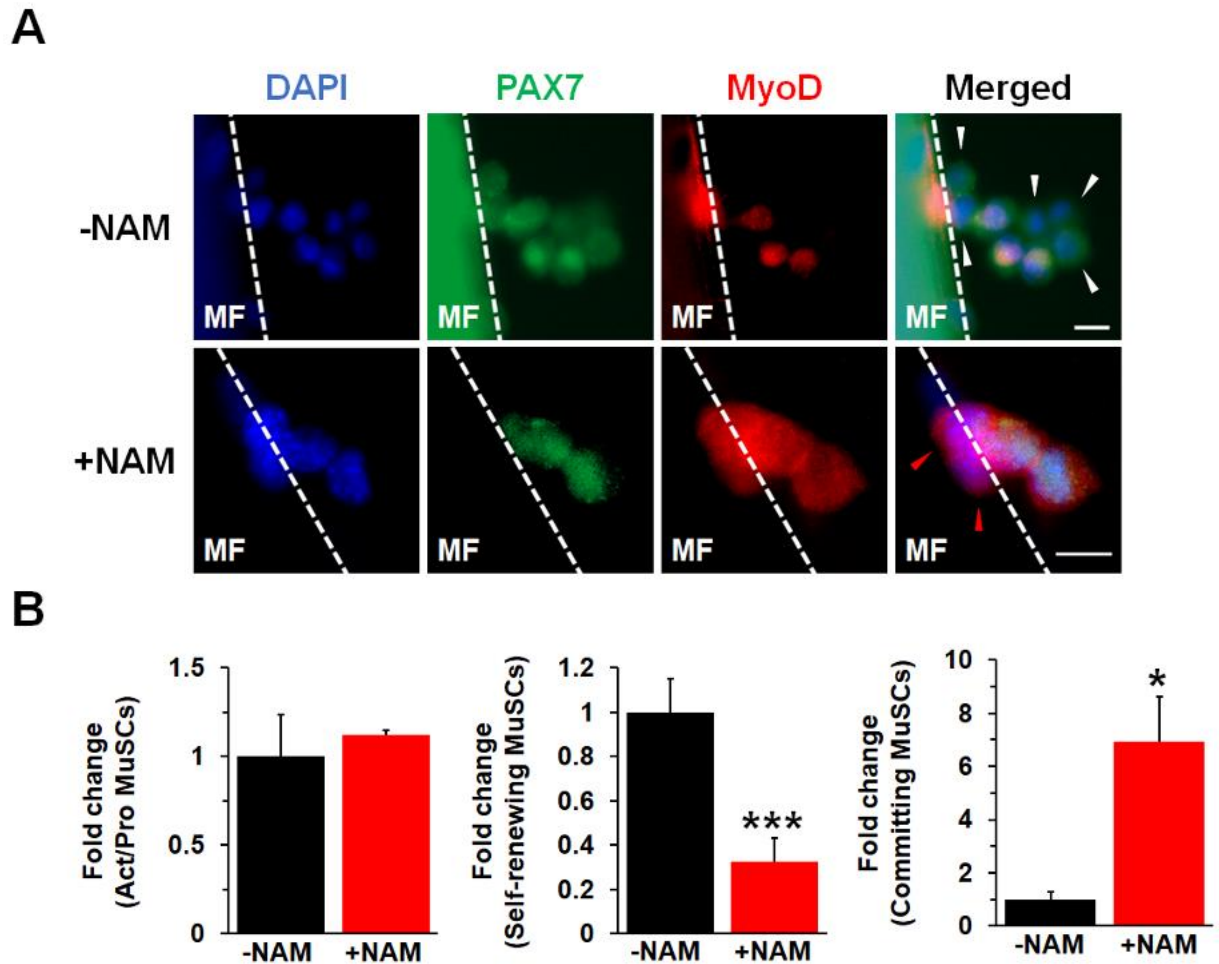 A
DAPI PAX7 MyoD Merged
-NAM
MF MF MF MF
+NAM
MF MF MF MF
B
Fold change
(Act/Pro MuSCs)
1.5
1
0.5
0
-NAM +NAM
Fold change
(Self-renewing MuSCs)
1.2
1
0.8
0.6
0.4
0.2
0
***
-NAM +NAM
Fold change
(Committing MuSCs)
10
8
6
4
2
0
*
-NAM +NAM